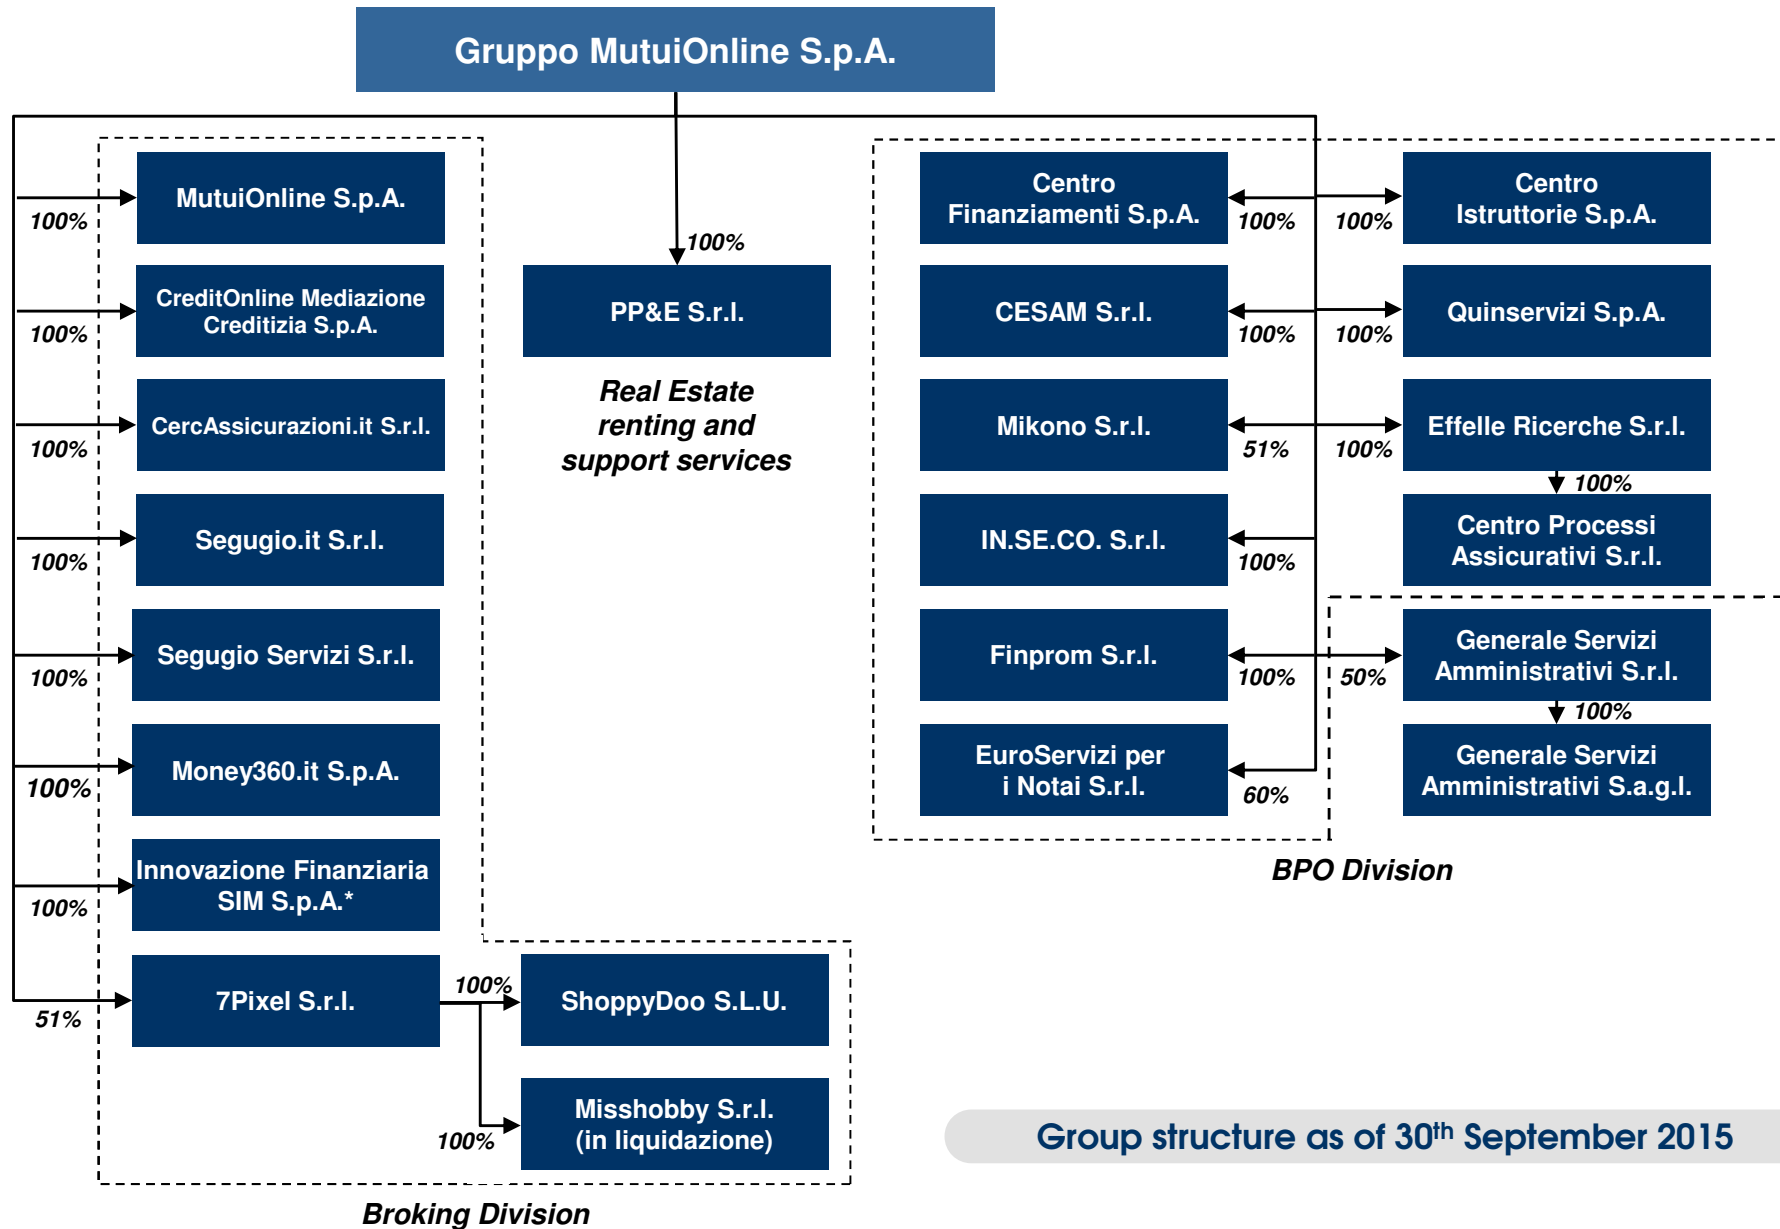 Gruppo MutuiOnline S.p.A.
MutuiOnline S.p.A.
100%
CreditOnline Mediazione
Creditizia S.p.A.
100%
CercAssicurazioni.it S.r.l.
100%
Segugio.it S.r.l.
100%
Segugio Servizi S.r.l.
100%
Money360.it S.p.A.
100%
Innovazione Finanziaria
SIM S.p.A.*
100%
7Pixel S.r.l.
51%
100%
ShoppyDoo S.L.U.
100%
Misshobby S.r.l.
(in liquidazione)
Broking Division
100%
PP&E S.r.l.
Real Estate
renting and
support services
Centro
Finanziamenti S.p.A.
100%
100%
Centro
Istruttorie S.p.A.
CESAM S.r.l.
100%
100%
Quinservizi S.p.A.
Mikono S.r.l.
51%
100%
Effelle Ricerche S.r.l.
100%
IN.SE.CO. S.r.l.
100%
Centro Processi
Assicurativi S.r.l.
Finprom S.r.l.
100%
50%
Generale Servizi
Amministrativi S.r.l.
100%
EuroServizi per
i Notai S.r.l.
60%
Generale Servizi
Amministrativi S.a.g.l.
BPO Division
Group structure as of 30th September 2015